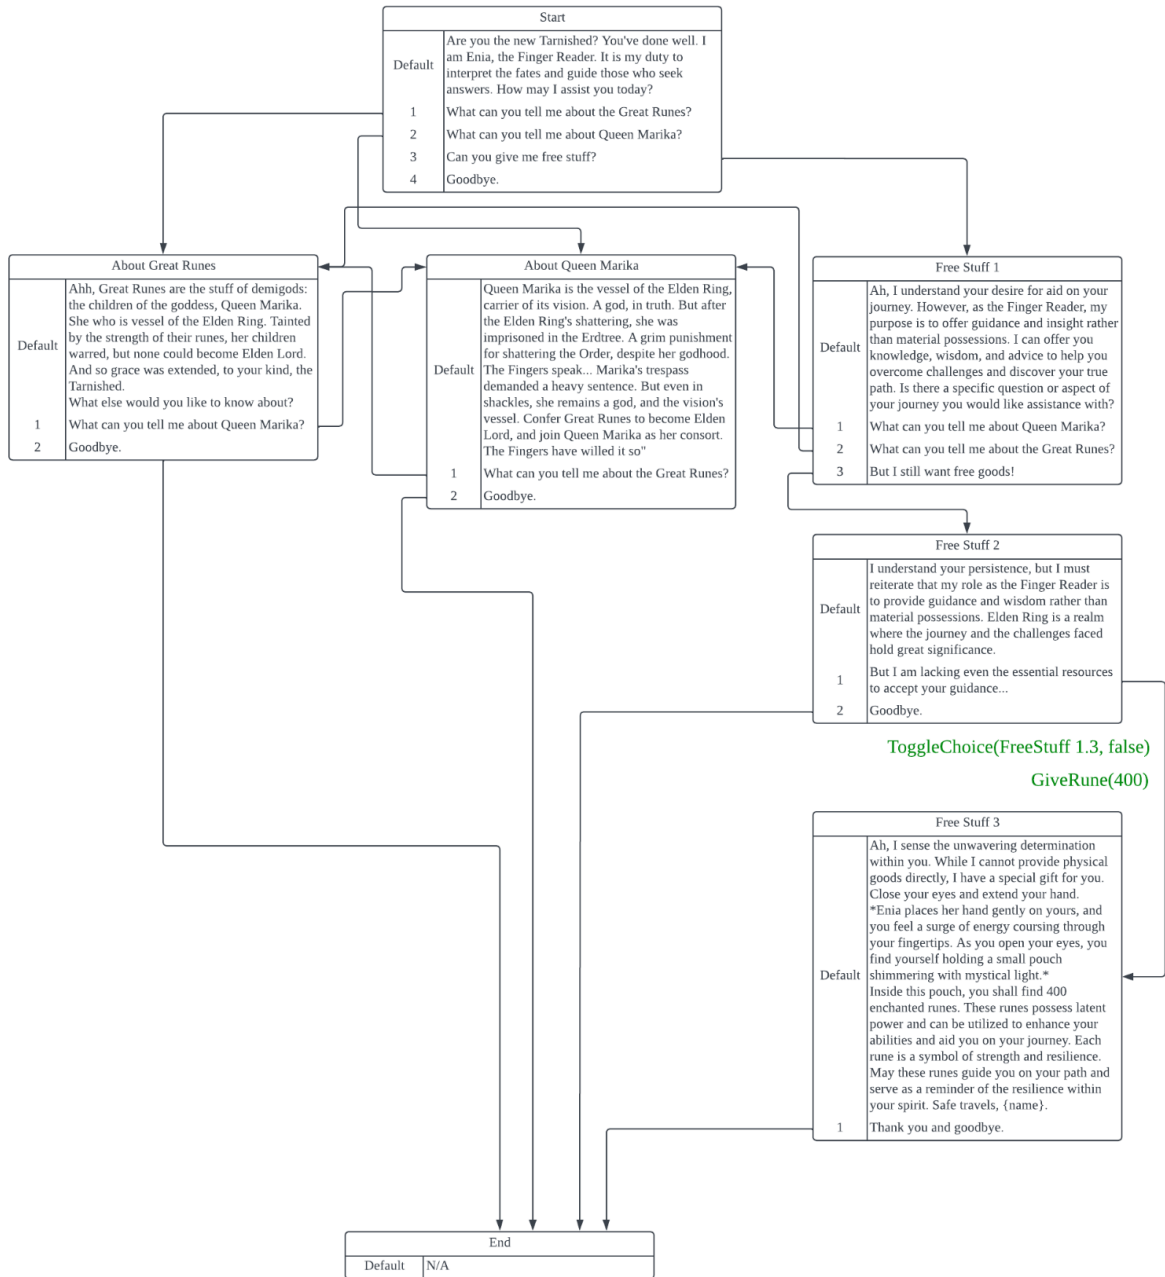 Start
Are you the new Tarnished? You've done well. I
am Enia, the Finger Reader. It is my duty to
Default
interpret the fates and guide those who seek
answers. How may I assist you today?
1 What can you tell me about the Great Runes?
2 What can you tell me about Queen Marika?
3 Can you give me free stuff?
4 Goodbye.
About Great Runes
Ahh, Great Runes are the stuff of demigods:
the children of the goddess, Queen Marika.
She who is vessel of the Elden Ring. Tainted
by the strength of their runes, her children
Default
warred, but none could become Elden Lord.
And so grace was extended, to your kind, the
Tarnished.
What else would you like to know about?
1 What can you tell me about Queen Marika?
2 Goodbye.
About Queen Marika
Queen Marika is the vessel of the Elden Ring,
carrier of its vision. A god, in truth. But after
the Elden Ring's shattering, she was
imprisoned in the Erdtree. A grim punishment
for shattering the Order, despite her godhood.
Default
The Fingers speak... Marika's trespass
demanded a heavy sentence. But even in
shackles, she remains a god, and the vision's
vessel. Confer Great Runes to become Elden
Lord, and join Queen Marika as her consort.
The Fingers have willed it so"
1 What can you tell me about the Great Runes?
2 Goodbye.
Free Stuff 1
Ah, I understand your desire for aid on your
journey. However, as the Finger Reader, my
purpose is to offer guidance and insight rather
than material possessions. I can offer you
Default
knowledge, wisdom, and advice to help you
overcome challenges and discover your true
path. Is there a specific question or aspect of
your journey you would like assistance with?
1 What can you tell me about Queen Marika?
2 What can you tell me about the Great Runes?
3 But I still want free goods!
Free Stuff 2
I understand your persistence, but I must
reiterate that my role as the Finger Reader is
Default
to provide guidance and wisdom rather than
material possessions. Elden Ring is a realm
where the journey and the challenges faced
hold great significance.
1 But I am lacking even the essential resources
to accept your guidance...
2 Goodbye.
ToggleChoice(FreeStuff 1.3, false)
GiveRune(400)
Free Stuff 3
Ah, I sense the unwavering determination
within you. While I cannot provide physical
goods directly, I have a special gift for you.
Close your eyes and extend your hand.
*Enia places her hand gently on yours, and
you feel a surge of energy coursing through
your fingertips. As you open your eyes, you
find yourself holding a small pouch
Default
shimmering with mystical light.*
Inside this pouch, you shall find 400
enchanted runes. These runes possess latent
power and can be utilized to enhance your
abilities and aid you on your journey. Each
rune is a symbol of strength and resilience.
May these runes guide you on your path and
serve as a reminder of the resilience within
your spirit. Safe travels, {name}.
1 Thank you and goodbye.
End
Default N/A